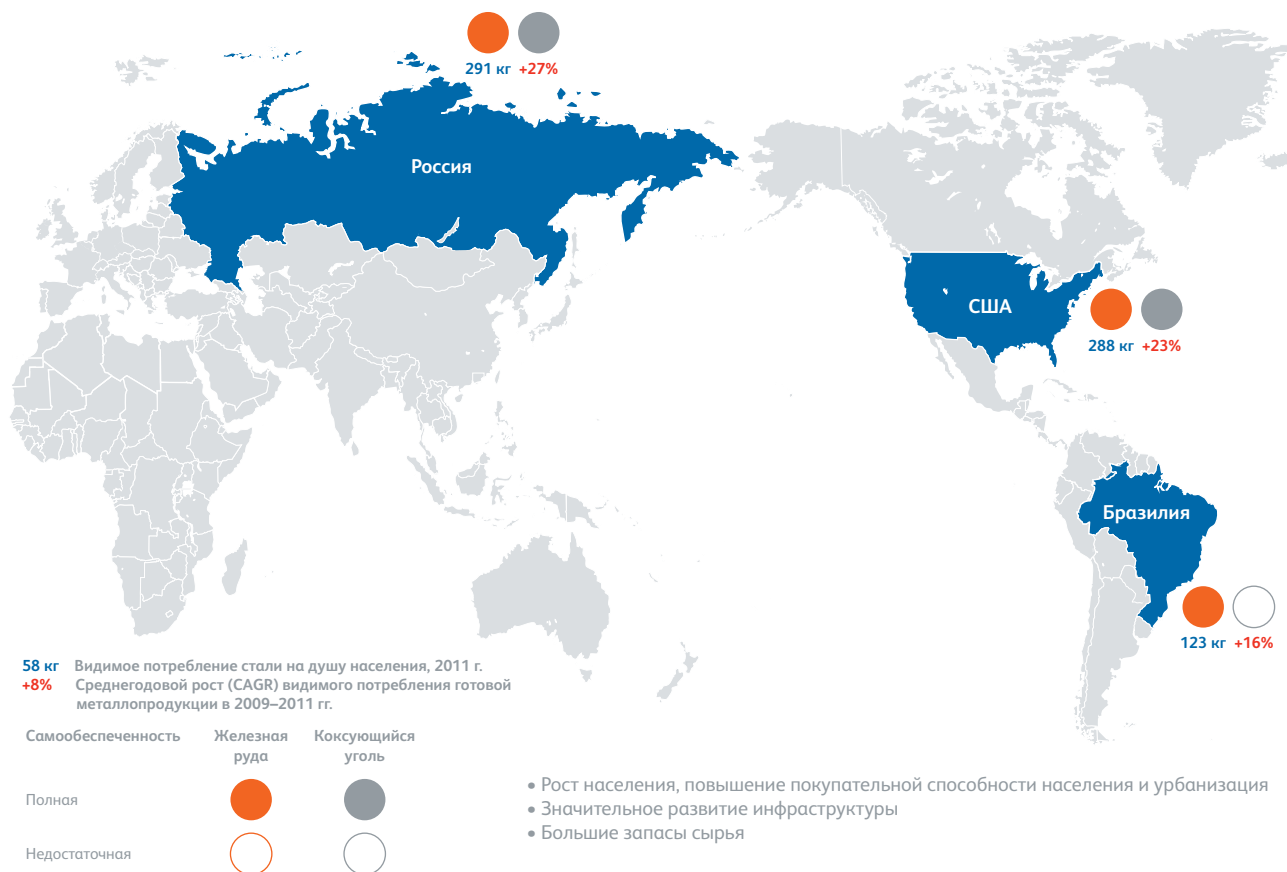 291 кг +27%
Россия
США
288 кг +23%
Бразилия
123 кг +16%
58 кг Видимое потребление стали на душу населения, 2011 г.
+8% Среднегодовой рост (CAGR) видимого потребления готовой
металлопродукции в 2009–2011 гг.
Самообеспеченность Железная Коксующийся
руда уголь
Полная
Недостаточная
• Рост населения, повышение покупательной способности населения и урбанизация
• Значительное развитие инфраструктуры
• Большие запасы сырья